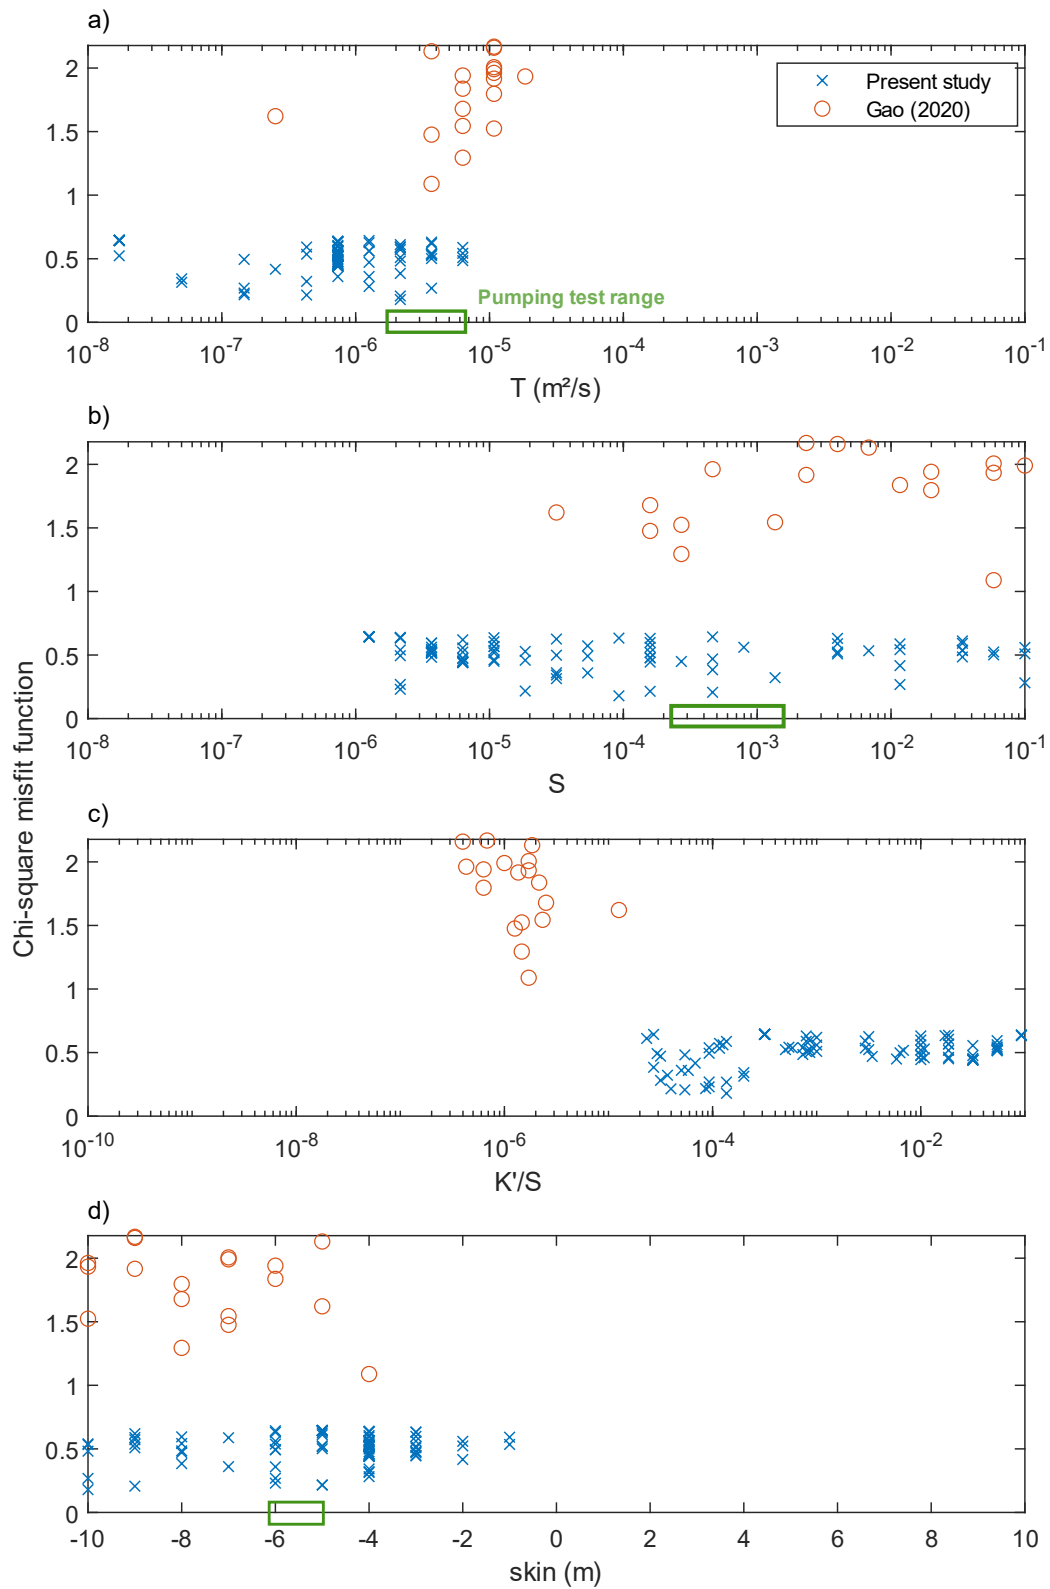 a)
2
1.5
1
0.5
0
Present study
Gao (2020)
Pumping test range
10-8 10-7 10-6 10-5 10-4 10-3 10-2 10-1
T (m²/s)
b)
2
1.5
1
0.5
0
10-8 10-7 10-6 10-5 10-4 10-3 10-2 10-1
S
Chi-square misfit function
c)
2
1.5
1
0.5
0
10-10 10-8 10-6 10-4 10-2
K'/S
d)
2
1.5
1
0.5
0
-10 -8 -6 -4 -2 0 2 4 6 8 10
skin (m)